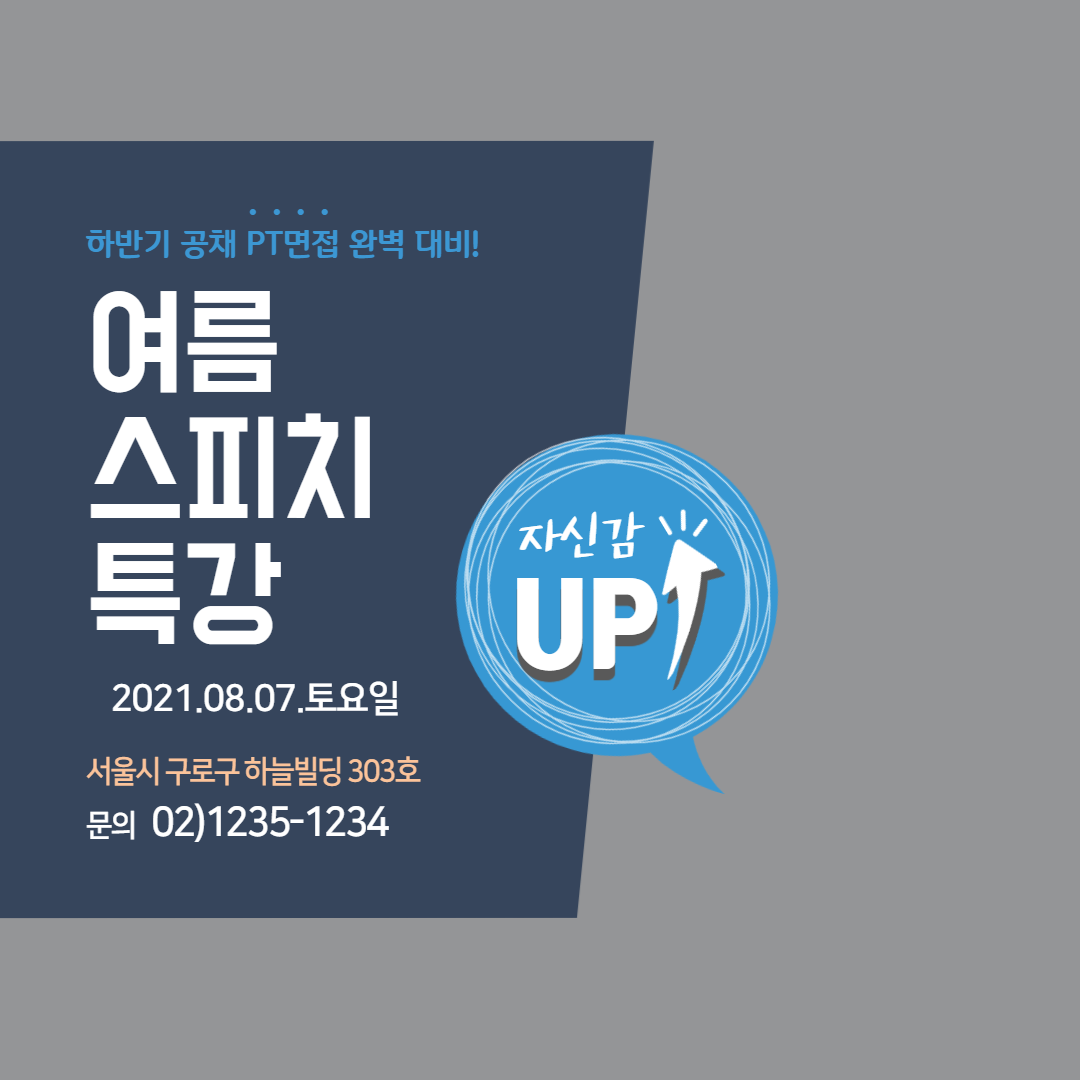 하반기 공채 PT면접 완벽 대비!
여름
스피치
특강
자신감
UP
2021.08.07.토요일
서울시 구로구 하늘빌딩 303호
문의 02)1235-1234